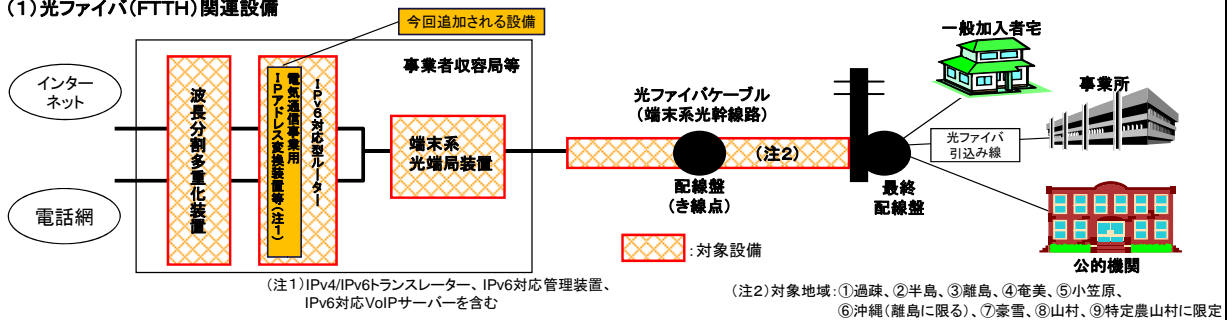 (1)光ファイバ(FTTH)関連設備
今回追加される設備
インター
ネット
電話網
波長分割多重化装置
IPv6対応型ルーター
電気通信事業用
IPアドレス変換装置等(注1)
事業者収容局等
端末系
光端局装置
光ファイバケーブル
(端末系光幹線路)
(注2)
配線盤
(き線点)
最終
配線盤
一般加入者宅
事業所
光ファイバ
引込み線
公的機関
:対象設備
(注1)IPv4/IPv6トランスレーター、IPv6対応管理装置、
IPv6対応VoIPサーバーを含む
(注2)対象地域:①過疎、②半島、③離島、④奄美、⑤小笠原、
⑥沖縄(離島に限る)、⑦豪雪、⑧山村、⑨特定農山村に限定